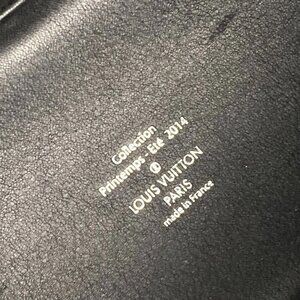 Collection
Printemps - Eté 2014
LOUIS VUITTON
PARIS
made in France